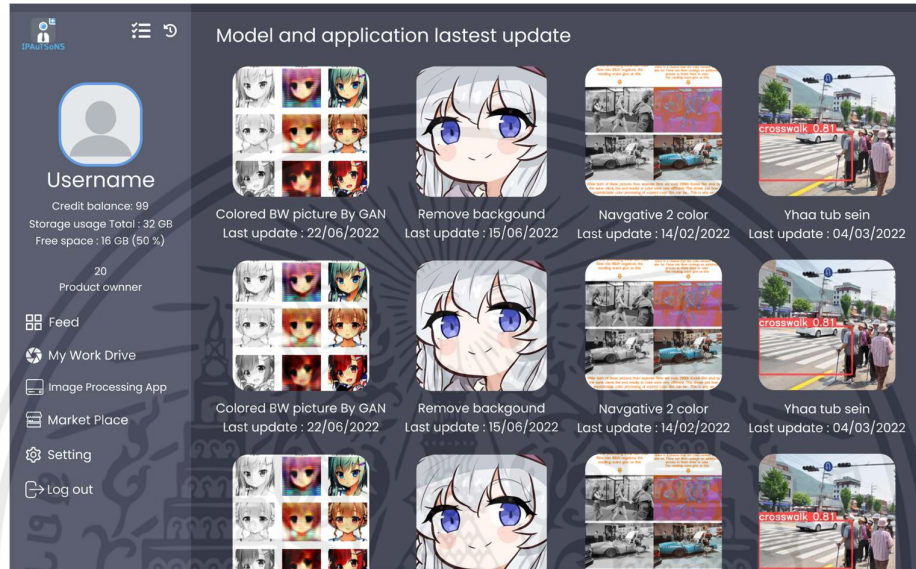 IPAuTSoNS
Model and application lastest update
Username
Credit balance: 99
Storage usage Total : 32 GB
Free space : 16 GB (50 %)
20
Product ownner
Feed
My Work Drive
Image Processing App
Market Place
Setting
Log out
Colored BW picture By GAN
Last update : 22/06/2022
Remove backgound
Last update : 15/06/2022
Navgative 2 color
Last update : 14/02/2022
crosswalk 0.81
Yhaa tub sein
Last update : 04/03/2022
Colored BW picture By GAN
Last update : 22/06/2022
Remove backgound
Last update : 15/06/2022
Navgative 2 color
Last update : 14/02/2022
crosswalk 0.81
Yhaa tub sein
Last update : 04/03/2022
crosswalk 0.81